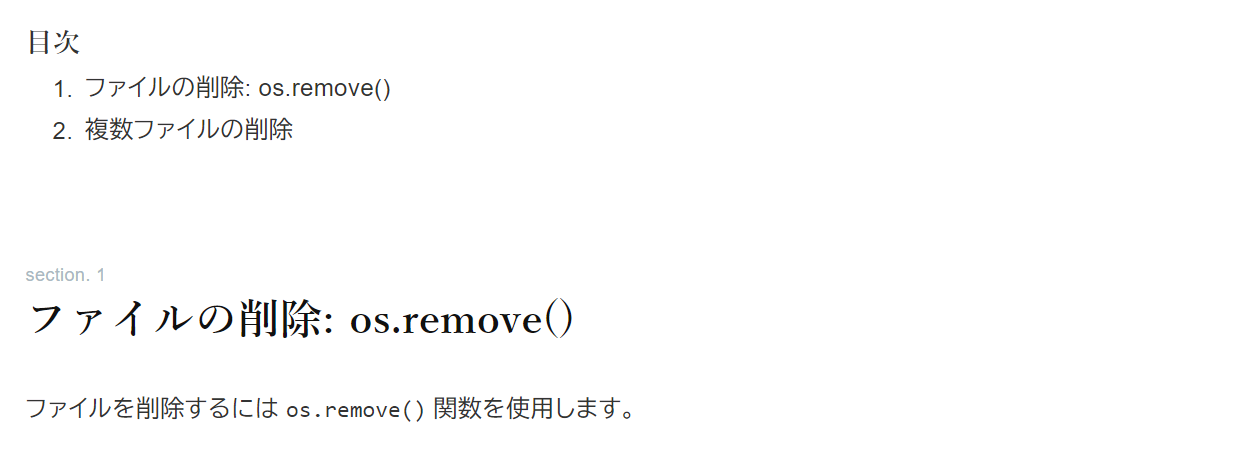 目次
1. ファイルの削除: os.remove()
2. 複数ファイルの削除
section. 1
ファイルの削除: os.remove()
ファイルを削除するには os.remove() 関数を使用します。